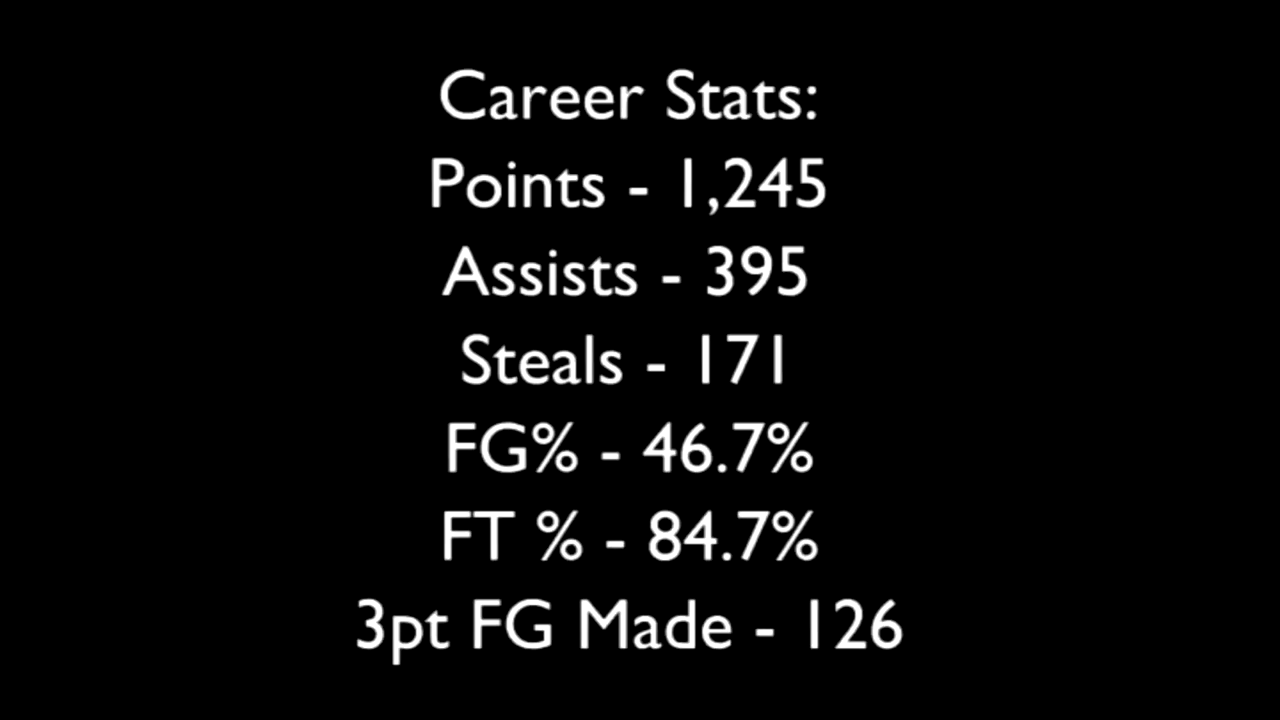 Career Stats:
Points - 1,245
Assists - 395
Steals - 171
FG% - 46.7%
FT % - 84.7%
3pt FG Made - 126